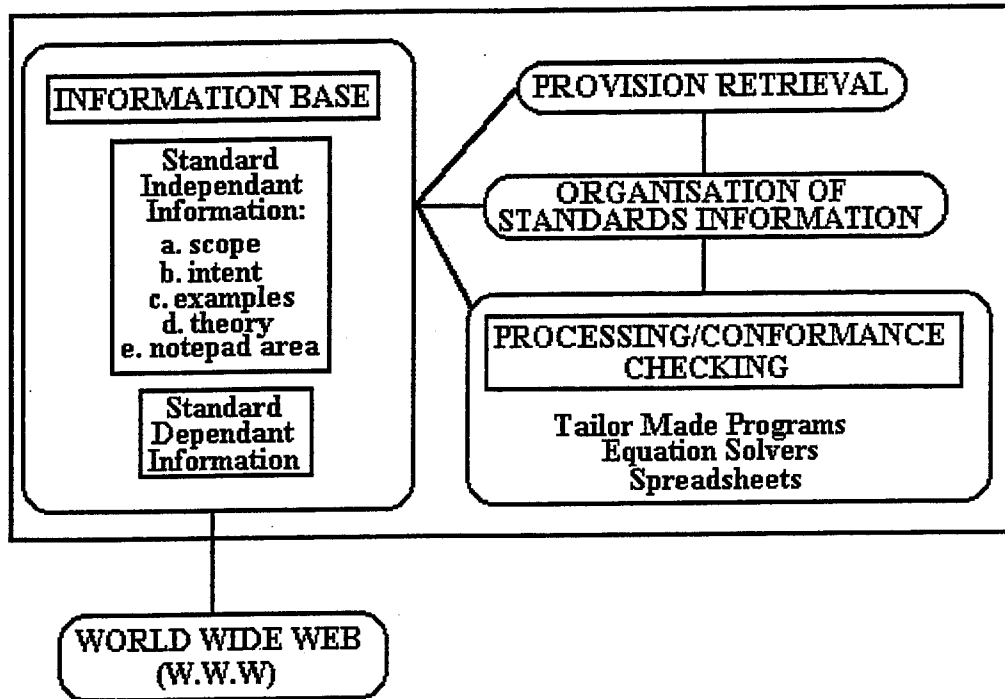 INFORMATION BASE
Standard
Independant
Information:
a. scope
b. intent
c. examples
d. theory
e. notepad area
Standard
Dependant
Information
PROVISION RETRIEVAL
ORGANISATION OF
STANDARDS INFORMATION
PROCESSING/CONFORMANCE
CHECKING
Tailor Made Programs
Equation Solvers
Spreadsheets
WORLD WIDE WEB
(W.W.W)